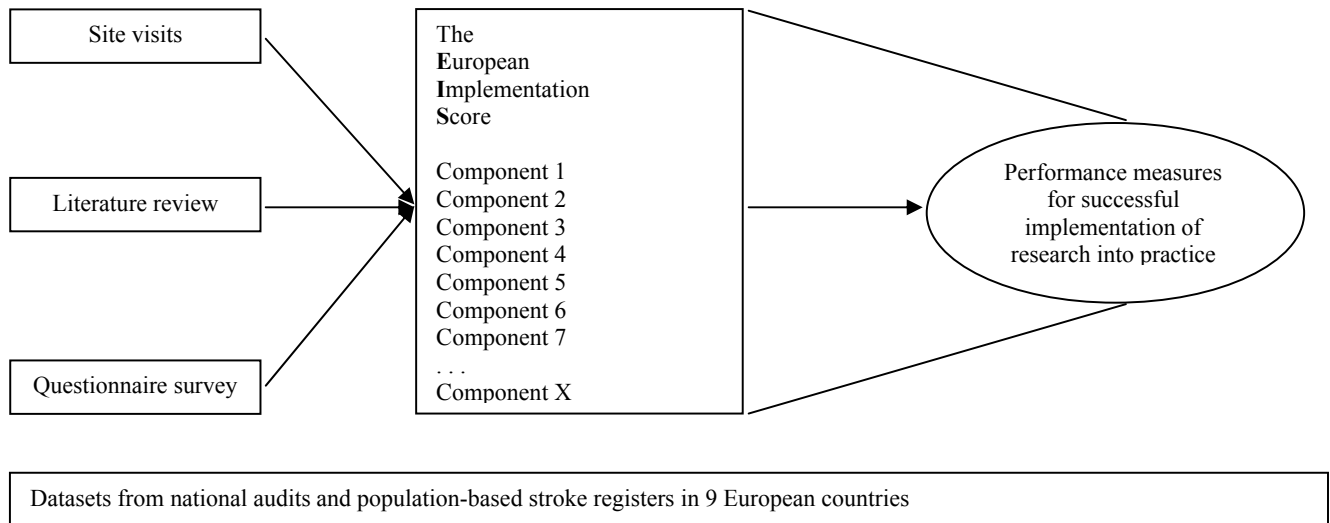 Site visits
Literature review
Questionnaire survey
The
European
Implementation
Score
Component 1
Component 2
Component 3
Component 4
Component 5
Component 6
Component 7
. . .
Component X
Performance measures
for successful
implementation of
research into practice
Datasets from national audits and population-based stroke registers in 9 European countries